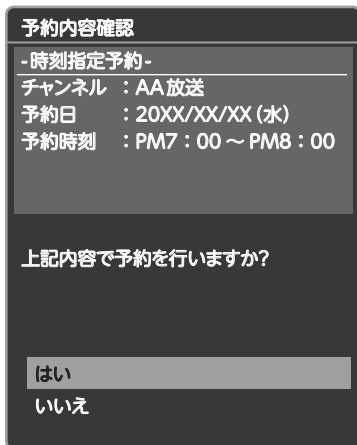 予約内容確認
-時刻指定予約-
チャンネル ：AA放送
予約日 ：20XX/XX/XX（水）
予約時刻 ：PM7：00～PM8：00
上記内容で予約を行いますか?
はい
いいえ